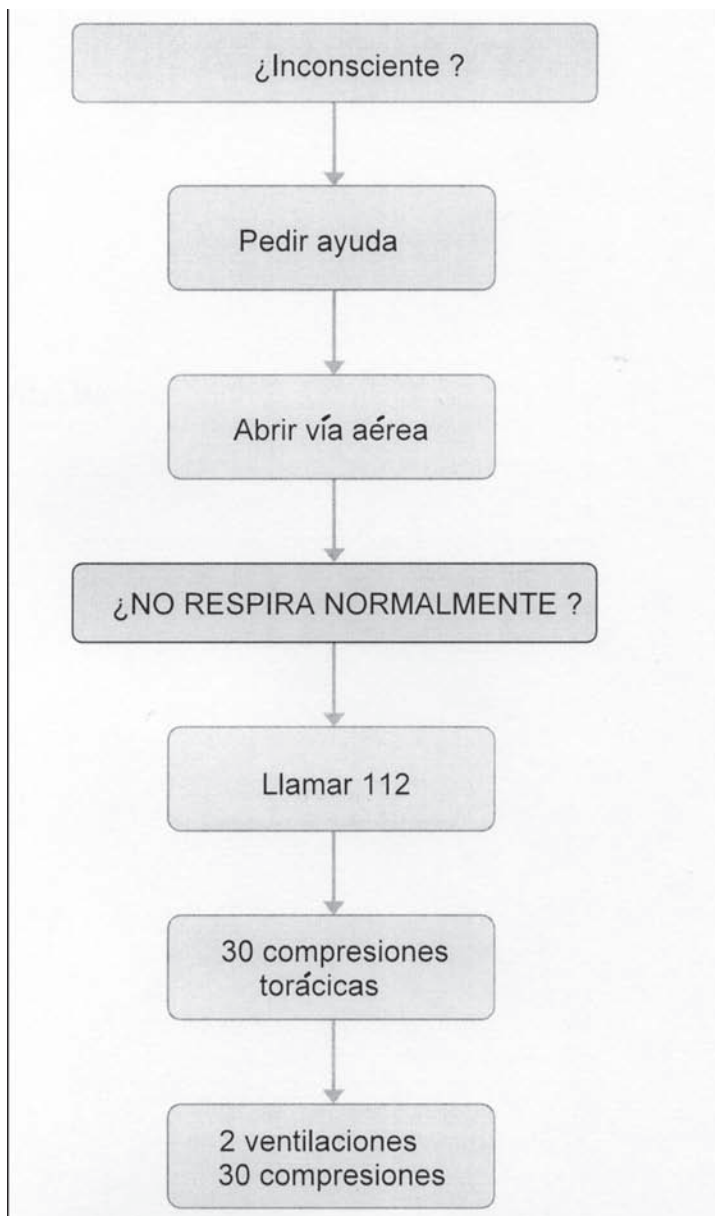 ¿Inconsciente ?
Pedir ayuda
Abrir vía aérea
¿NO RESPIRA NORMALMENTE ?
Llamar 112
30 compresiones
torácicas
2 ventilaciones
30 compresiones